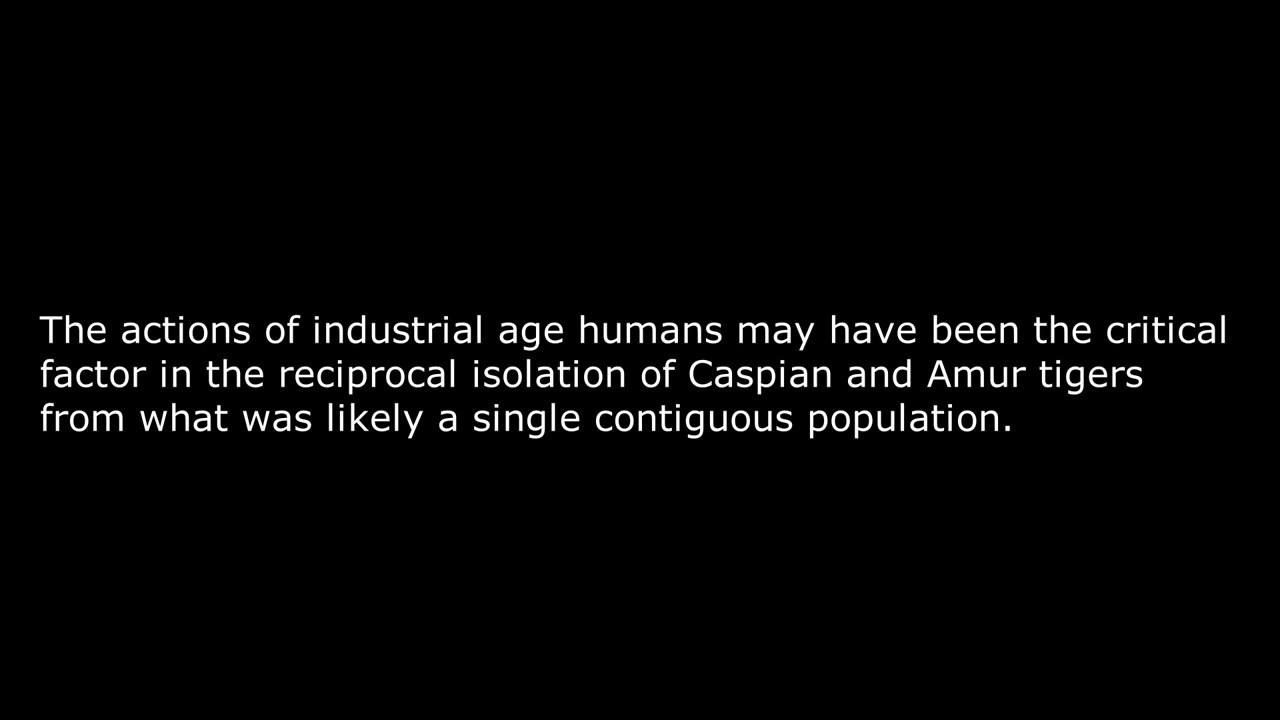 The actions of industrial age humans may have been the critical
factor in the reciprocal isolation of Caspian and Amur tigers
from what was likely a single contiguous population.